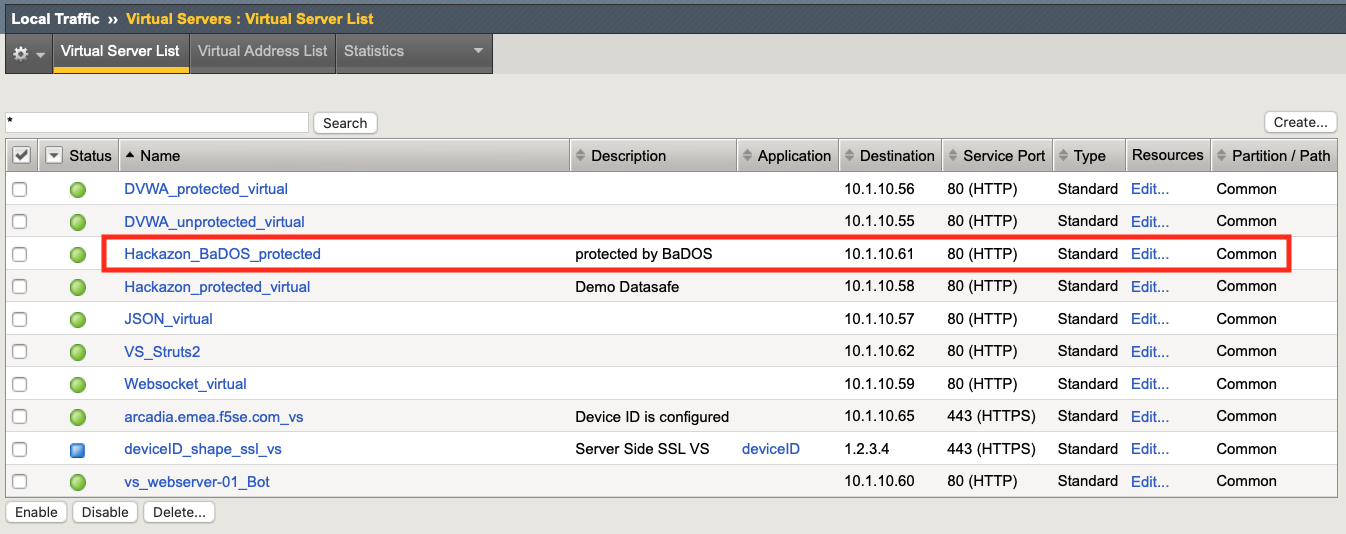 Local Traffic » Virtual Servers : Virtual Server List
Virtual Server List Virtual Address List Statistics
* Search Create...
Status Name Description Application Destination Service Port Type Resources Partition / Path
DVWA_protected_virtual 10.1.10.56 80 (HTTP) Standard Edit... Common
DVWA_unprotected_virtual 10.1.10.55 80 (HTTP) Standard Edit... Common
Hackazon_BaDOS_protected protected by BaDOS 10.1.10.61 80 (HTTP) Standard Edit... Common
Hackazon_protected_virtual Demo Datasafe 10.1.10.58 80 (HTTP) Standard Edit... Common
JSON_virtual 10.1.10.57 80 (HTTP) Standard Edit... Common
VS_Struts2 10.1.10.62 80 (HTTP) Standard Edit... Common
Websocket_virtual 10.1.10.59 80 (HTTP) Standard Edit... Common
arcadia.emea.f5se.com_vs Device ID is configured 10.1.10.65 443 (HTTPS) Standard Edit... Common
deviceID_shape_ssl_vs Server Side SSL VS deviceID 1.2.3.4 443 (HTTPS) Standard Edit... Common
vs_webserver-01_Bot 10.1.10.60 80 (HTTP) Standard Edit... Common
Enable Disable Delete...